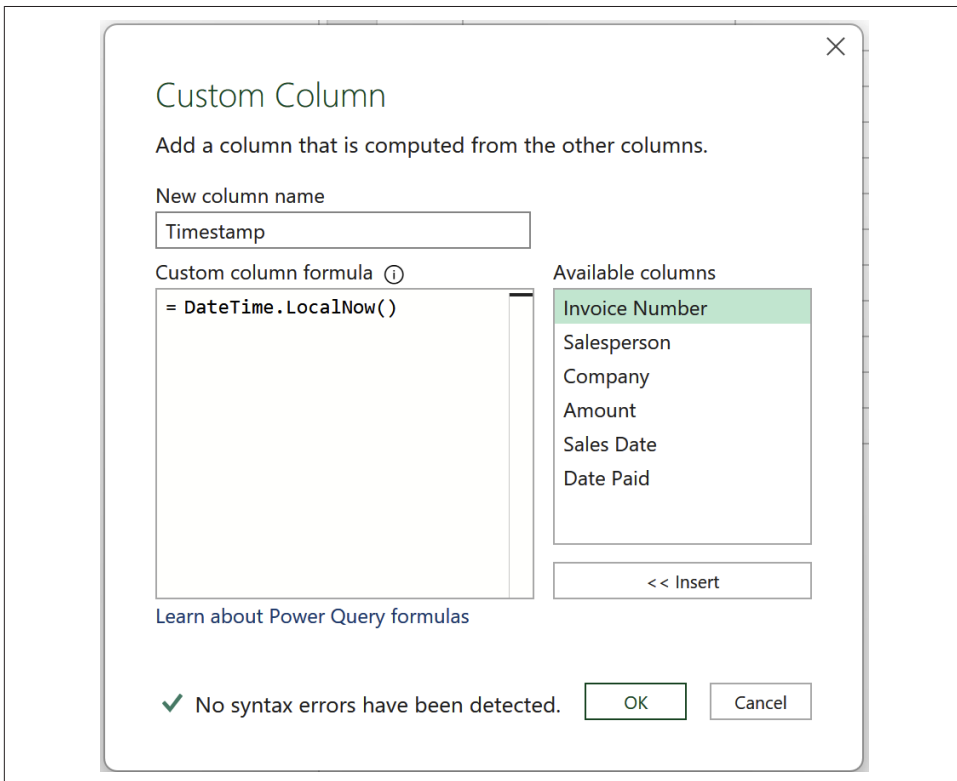 Custom Column
Add a column that is computed from the other columns.
New column name
Timestamp
Custom column formula
= DateTime.LocalNow()
Available columns
Invoice Number
Salesperson
Company
Amount
Sales Date
Date Paid
<< Insert
Learn about Power Query formulas
No syntax errors have been detected.
OK
Cancel